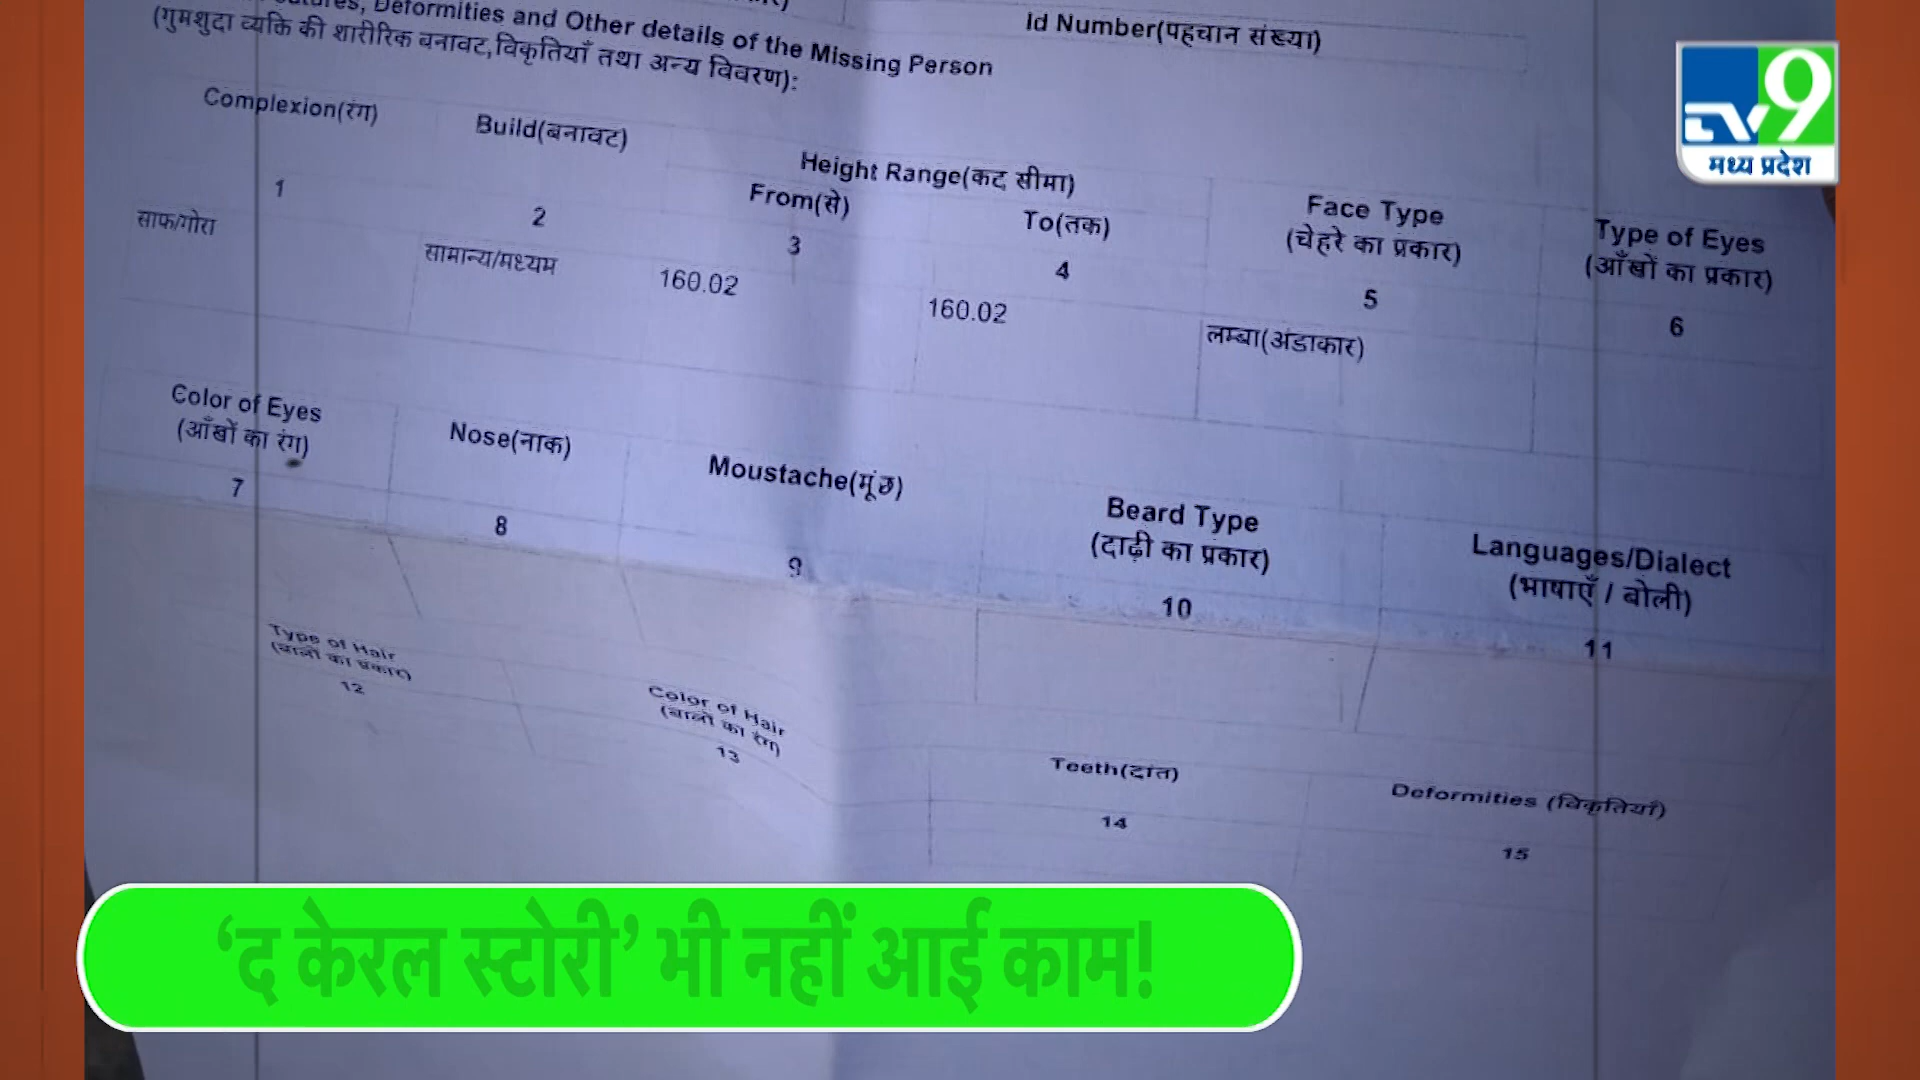 Deformities and Other details of the Missing Person
(गुमशुदा व्यक्ति की शारीरिक बनावट,विकृतियाँ तथा अन्य विवरण):
Id Number(पहचान संख्या)
TV9
मध्य प्रदेश
Complexion(रंग)
Build(बनावट)
Height Range(कद सीमा)
From(से)
To(तक)
Face Type
(चेहरे का प्रकार)
Type of Eyes
(आँखों का प्रकार)
1
2
3
4
5
6
साफ/गोरा
सामान्य/मध्यम
160.02
160.02
लम्बा(अंडाकार)
Color of Eyes
(आँखों का रंग)
Nose(नाक)
Moustache(मूंछ)
Beard Type
(दाढ़ी का प्रकार)
Languages/Dialect
(भाषाएँ / बोली)
7
8
9
10
11
Type of Hair
(बालों का प्रकार)
12
Color of Hair
(बालों का रंग)
13
Teeth(दांत)
14
Deformities (विकृतियाँ)
15
‘द केरल स्टोरी’ भी नहीं आई काम!